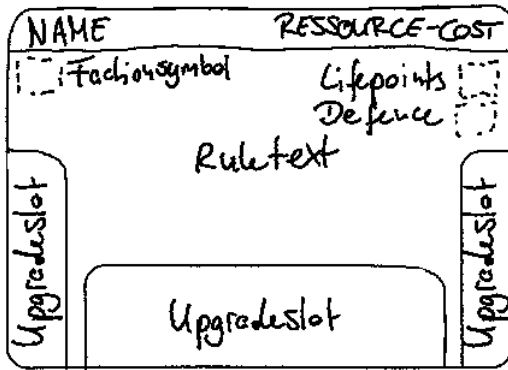 NAME RESSOURCE-COST
Factionsymbol Lifepoints
Defence
Ruletext
Upgradeslot
Upgradeslot
Upgradeslot